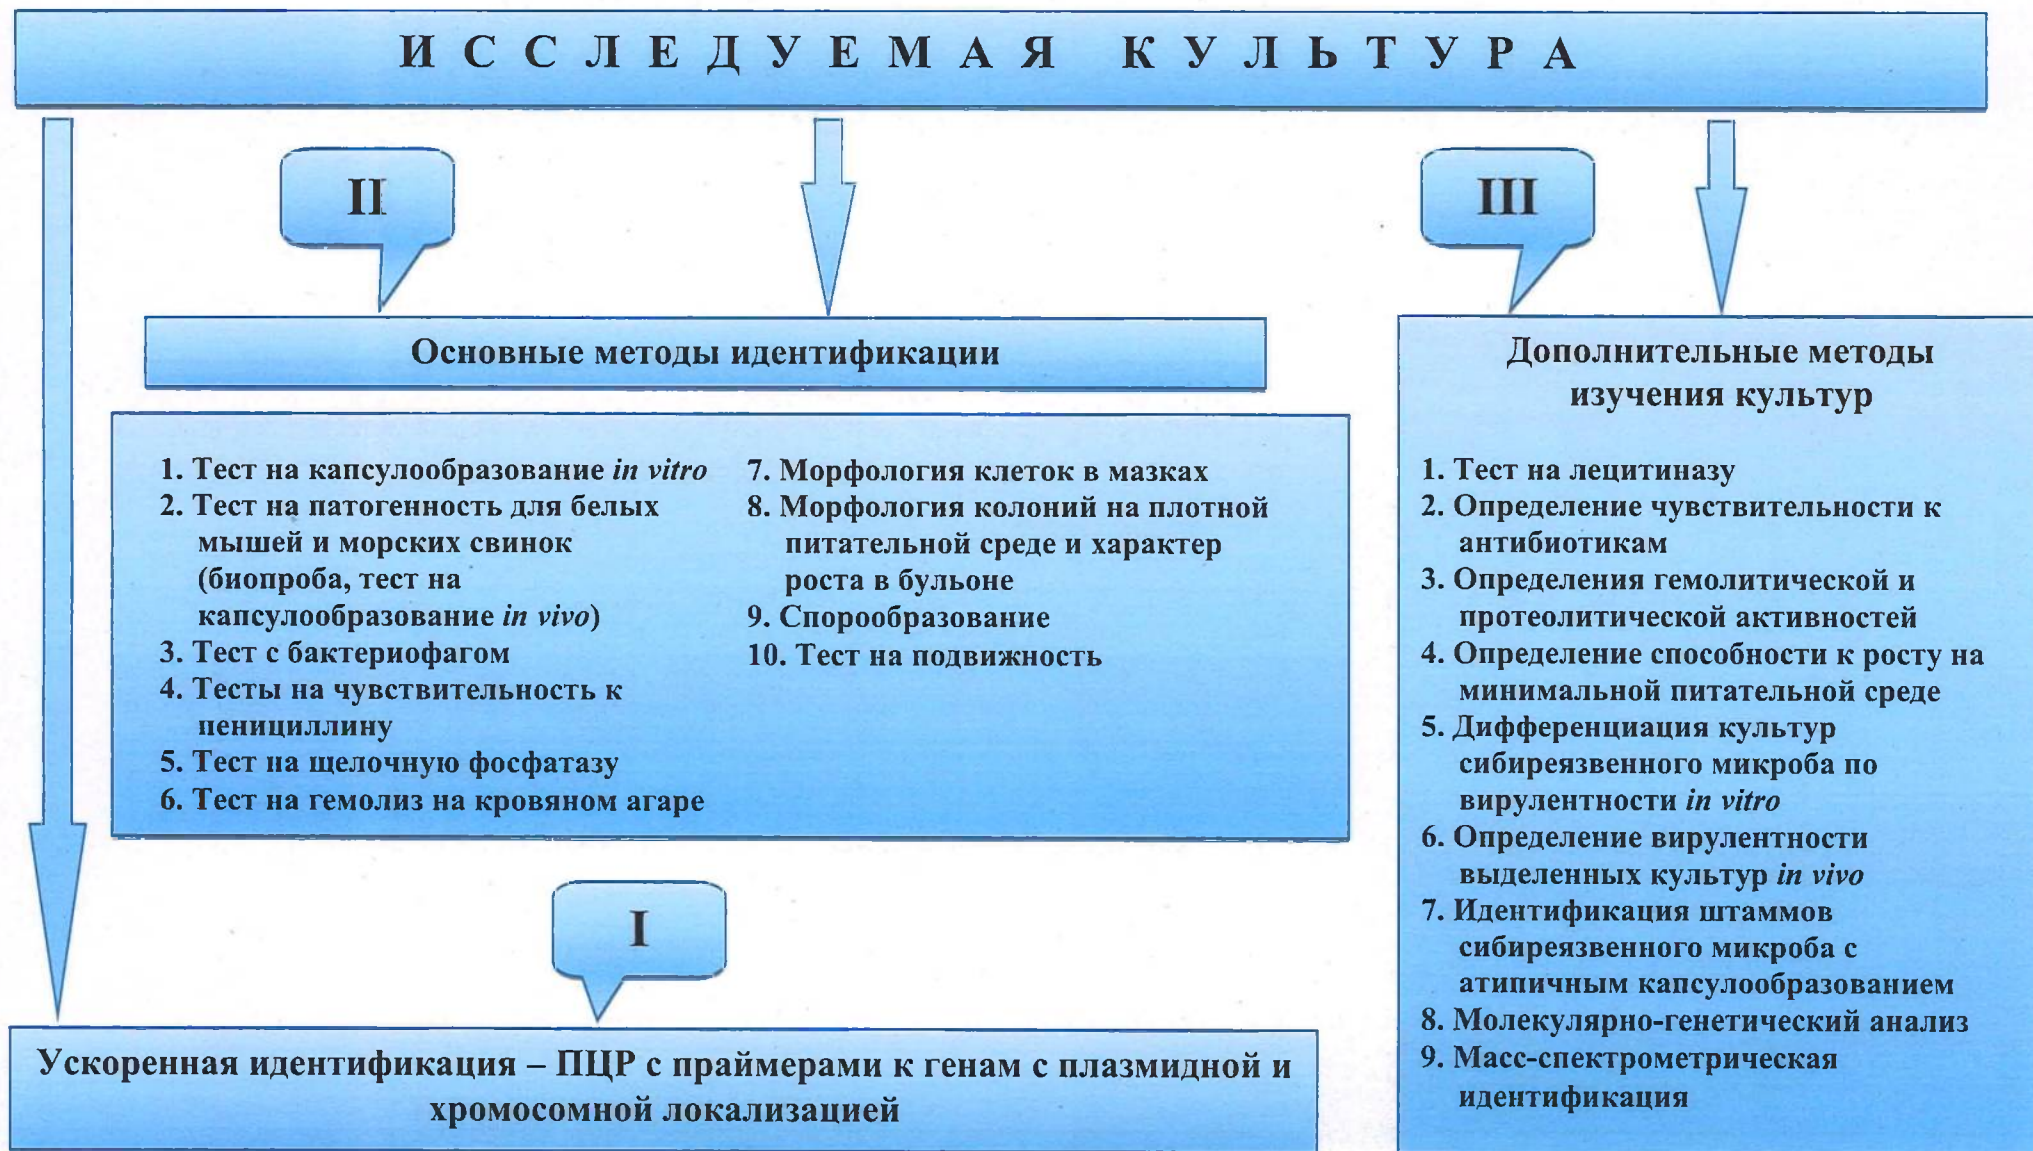 ИССЛЕДУЕМАЯ КУЛЬТУРА
II
III
Основные методы идентификации
1. Тест на капсулообразование in vitro
2. Тест на патогенность для белых
мышей и морских свинок
(биопроба, тест на
капсулообразование in vivo)
3. Тест с бактериофагом
4. Тесты на чувствительность к
пенициллину
5. Тест на щелочную фосфатазу
6. Тест на гемолиз на кровяном агаре
7. Морфология клеток в мазках
8. Морфология колоний на плотной
питательной среде и характер
роста в бульоне
9. Спорообразование
10. Тест на подвижность
Дополнительные методы
изучения культур
1. Тест на лецитиназу
2. Определение чувствительности к
антибиотикам
3. Определения гемолитической и
протеолитической активностей
4. Определение способности к росту на
минимальной питательной среде
5. Дифференциация культур
сибиреязвенного микроба по
вирулентности in vitro
6. Определение вирулентности
выделенных культур in vivo
7. Идентификация штаммов
сибиреязвенного микроба с
атипичным капсулообразованием
8. Молекулярно-генетический анализ
9. Масс-спектрометрическая
идентификация
I
Ускоренная идентификация – ПЦР с праймерами к генам с плазмидной и
хромосомной локализацией